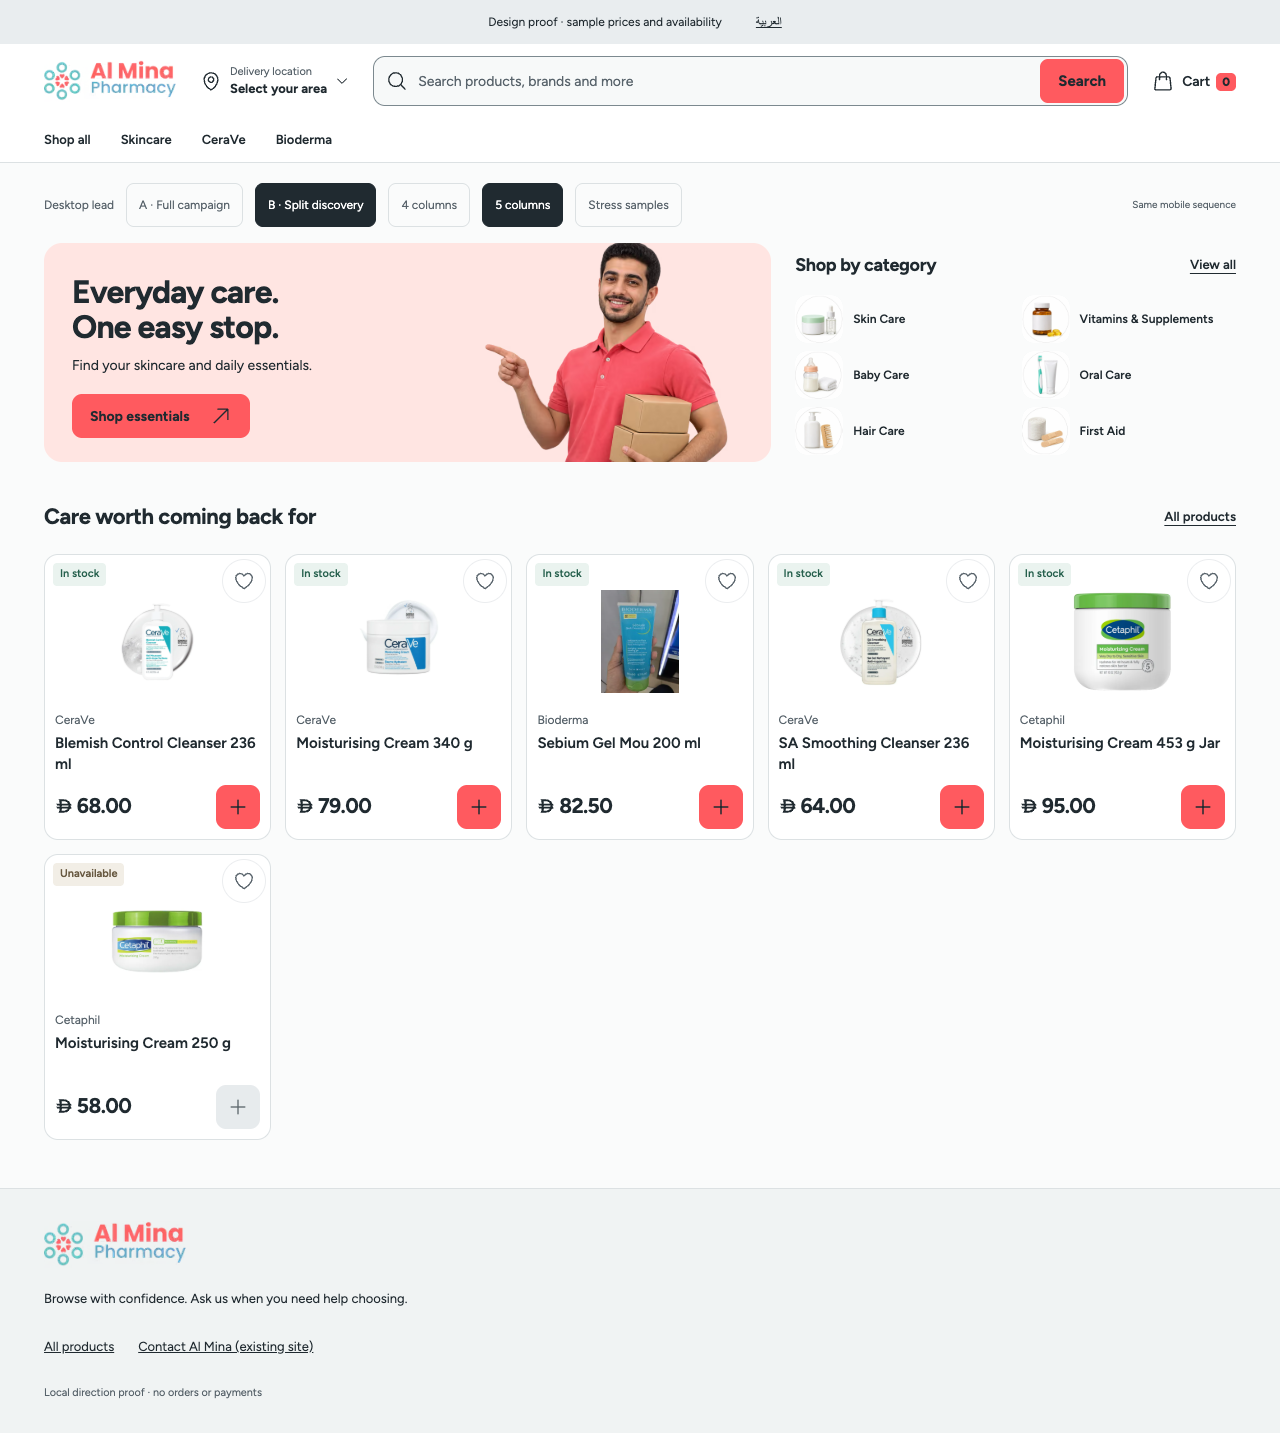 Design proof · sample prices and availability
العربية
Al Mina
Pharmacy
Delivery location
Select your area
Search products, brands and more
Search
Cart 0
Shop all
Skincare
CeraVe
Bioderma
Desktop lead
A · Full campaign
B · Split discovery
4 columns
5 columns
Stress samples
Same mobile sequence
Everyday care.
One easy stop.
Find your skincare and daily essentials.
Shop essentials
Shop by category
View all
Skin Care
Vitamins & Supplements
Baby Care
Oral Care
Hair Care
First Aid
Care worth coming back for
All products
In stock
CeraVe
CeraVe
Blemish Control Cleanser 236
ml
68.00
In stock
CeraVe
CeraVe
Moisturising Cream 340 g
79.00
In stock
BIODERMA
Bioderma
Sebium Gel Mou 200 ml
82.50
In stock
CeraVe
CeraVe
SA Smoothing Cleanser 236
ml
64.00
In stock
Cetaphil
Moisturizing Cream
Cetaphil
Moisturising Cream 453 g Jar
95.00
Unavailable
Cetaphil
Cetaphil
Moisturising Cream 250 g
58.00
Al Mina
Pharmacy
Browse with confidence. Ask us when you need help choosing.
All products
Contact Al Mina (existing site)
Local direction proof · no orders or payments